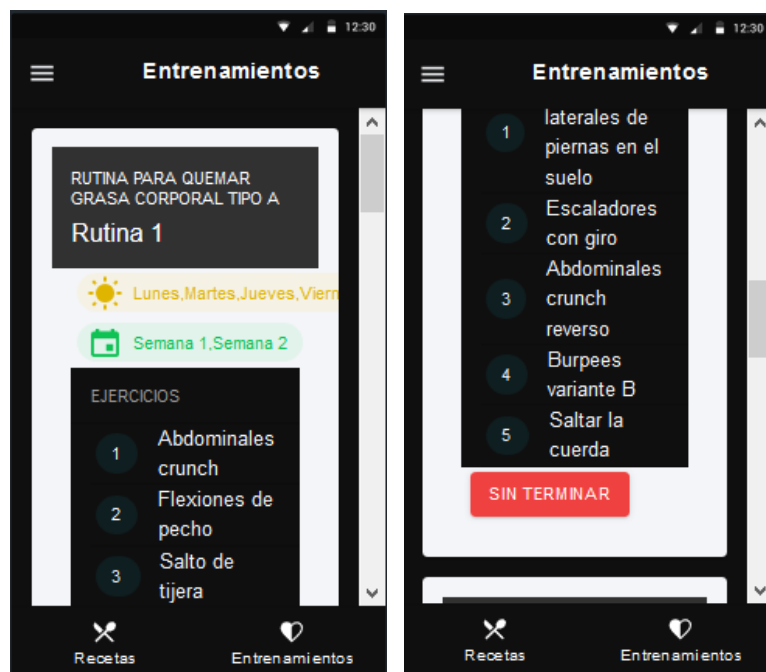 12:30
Entrenamientos
RUTINA PARA QUEMAR
GRASA CORPORAL TIPO A
Rutina 1
Lunes,Martes,Jueves,Viern
Semana 1,Semana 2
EJERCICIOS
1 Abdominales
crunch
2 Flexiones de
pecho
3 Salto de
tijera
Recetas Entrenamientos
12:30
Entrenamientos
laterales de
1 piernas en el
suelo
2 Escaladores
con giro
Abdominales
3 crunch
reverso
4 Burpees
variante B
5 Saltar la
cuerda
SIN TERMINAR
Recetas Entrenamientos